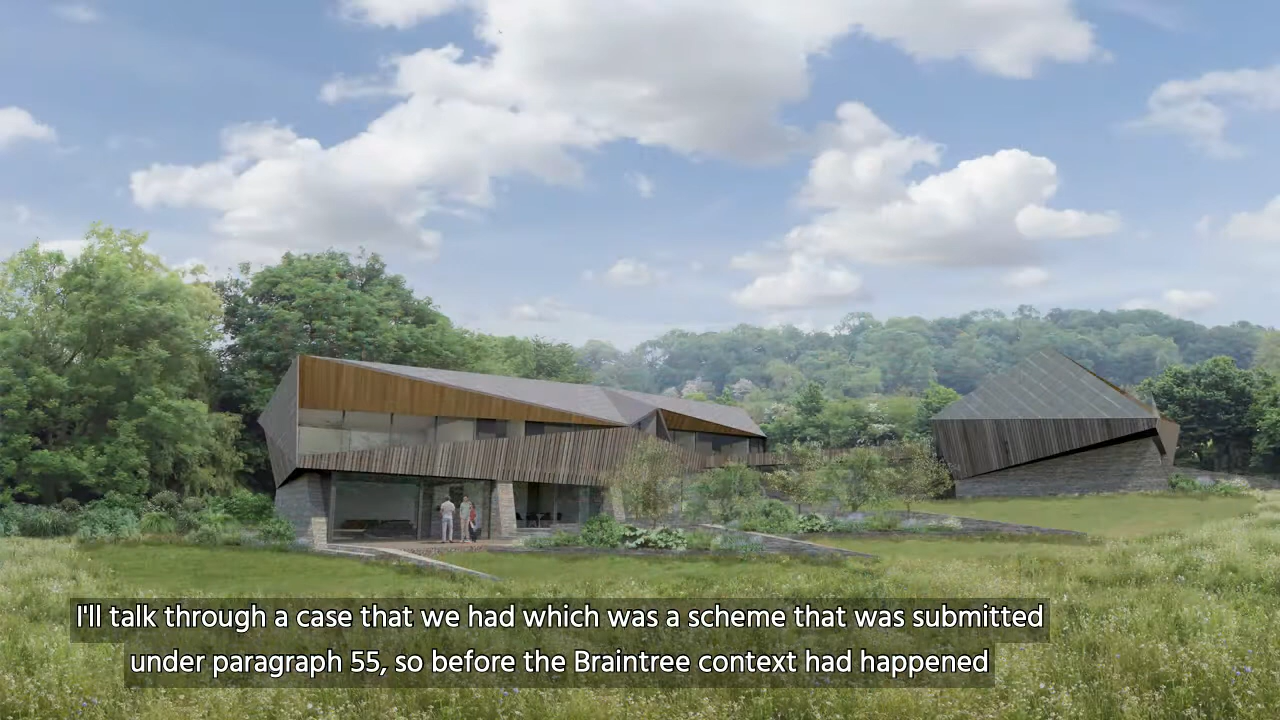 I'll talk through a case that we had which was a scheme that was submitted
under paragraph 55, so before the Braintree context had happened